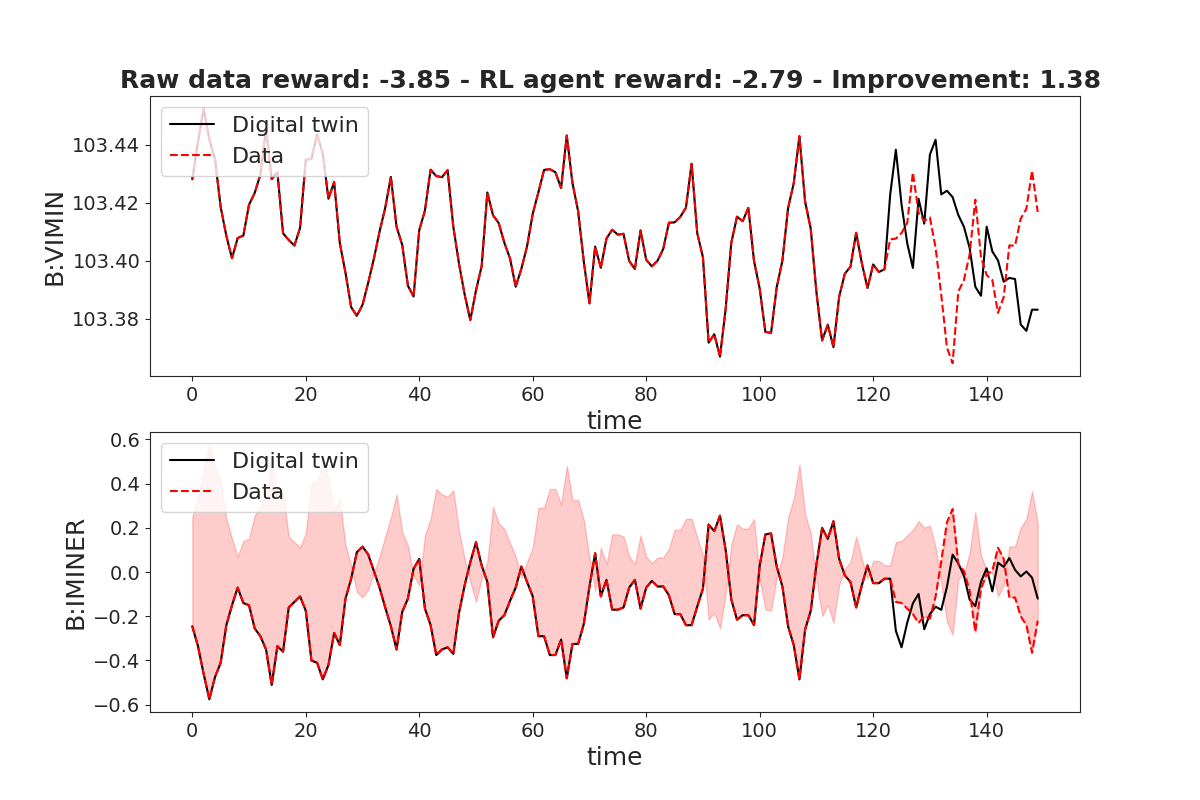 Raw data reward: -3.85 - RL agent reward: -2.79 - Improvement: 1.38
Digital twin
Data
B:VIMIN
103.44
103.42
103.40
103.38
0 20 40 60 80 100 120 140
time
Digital twin
Data
B:IMINER
0.6
0.4
0.2
0.0
−0.2
−0.4
−0.6
0 20 40 60 80 100 120 140
time